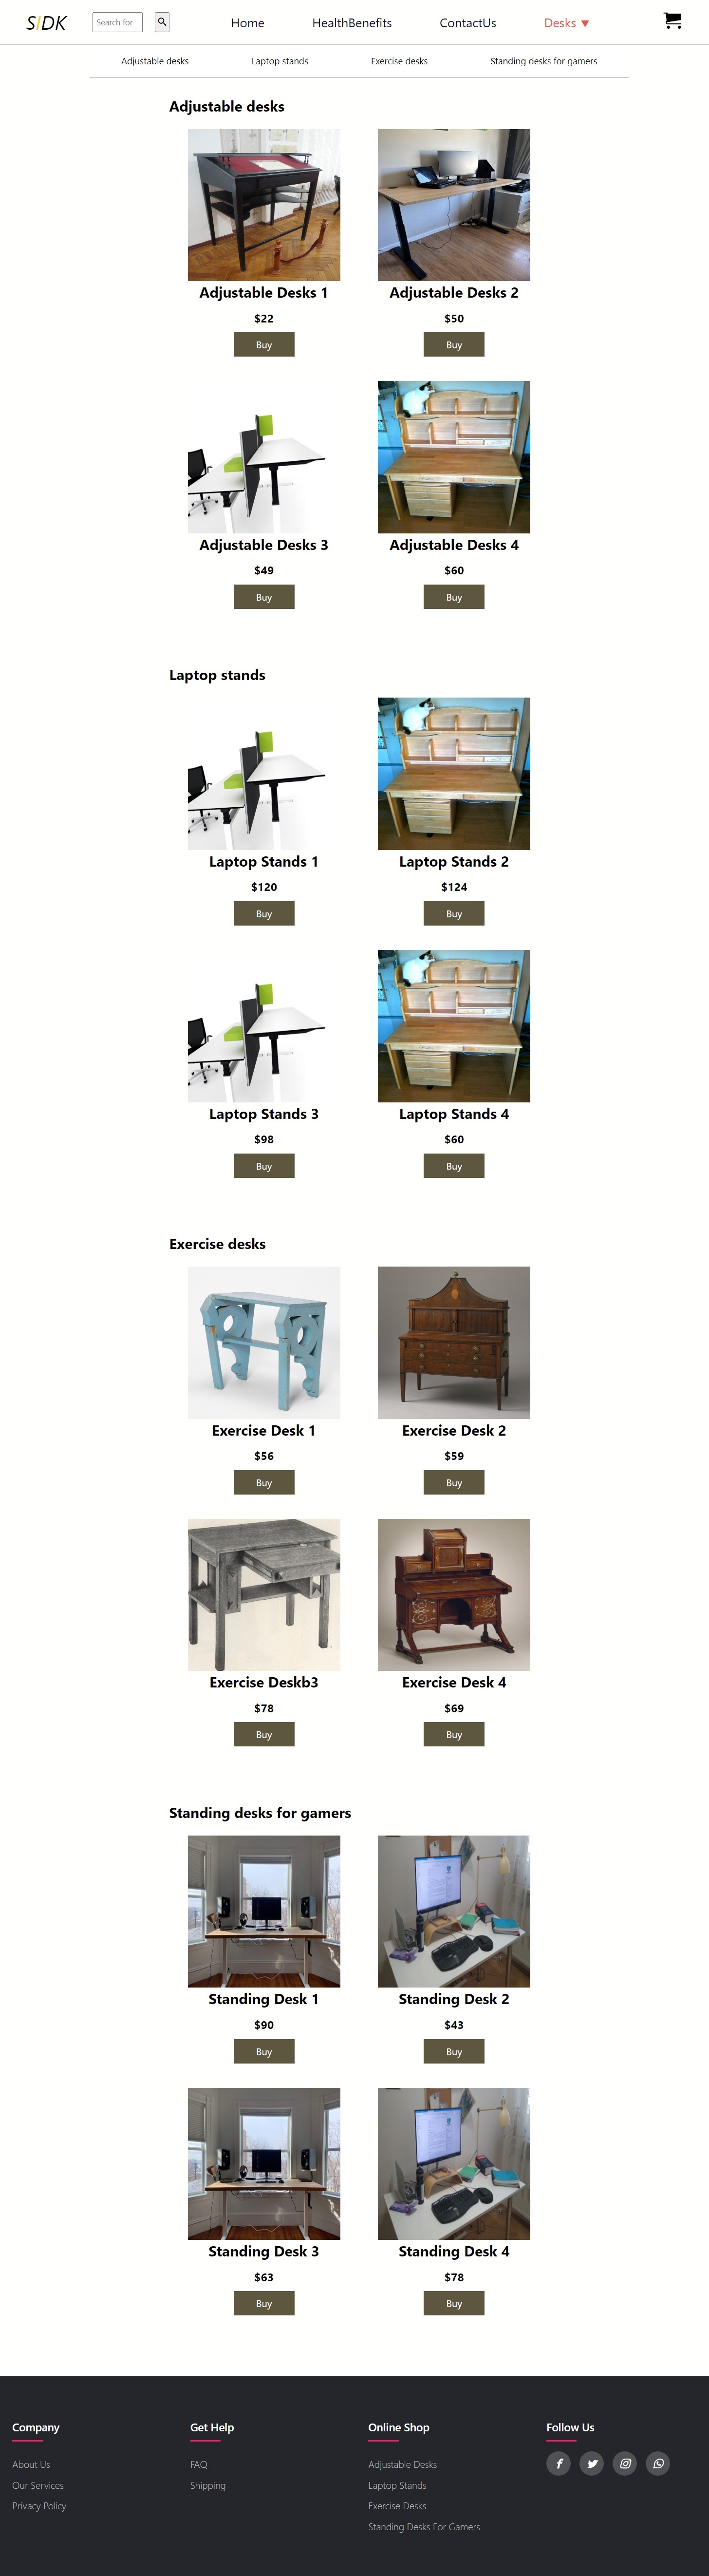 SIDK
Search for
Home
HealthBenefits
ContactUs
Desks ▼
Adjustable desks
Laptop stands
Exercise desks
Standing desks for gamers
Adjustable desks
Adjustable Desks 1
$22
Buy
Adjustable Desks 2
$50
Buy
Adjustable Desks 3
$49
Buy
Adjustable Desks 4
$60
Buy
Laptop stands
Laptop Stands 1
$120
Buy
Laptop Stands 2
$124
Buy
Laptop Stands 3
$98
Buy
Laptop Stands 4
$60
Buy
Exercise desks
Exercise Desk 1
$56
Buy
Exercise Desk 2
$59
Buy
Exercise Deskb3
$78
Buy
Exercise Desk 4
$69
Buy
Standing desks for gamers
Standing Desk 1
$90
Buy
Standing Desk 2
$43
Buy
Standing Desk 3
$63
Buy
Standing Desk 4
$78
Buy
Company
About Us
Our Services
Privacy Policy
Get Help
FAQ
Shipping
Online Shop
Adjustable Desks
Laptop Stands
Exercise Desks
Standing Desks For Gamers
Follow Us